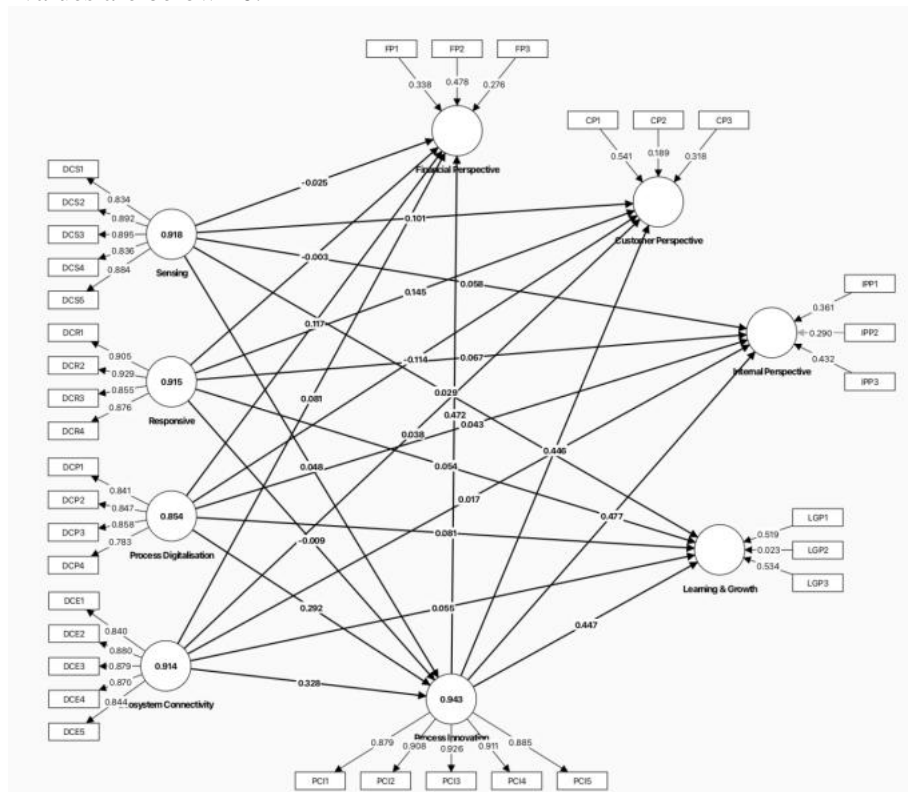 FP1 FP2 FP3
0.338 0.478 0.276
Financial Perspective
CP1 CP2 CP3
0.541 0.189 0.318
Customer Perspective
DCS1
DCS2
DCS3
DCS4
DCS5
0.834
0.892
0.895
0.836
0.884
0.918
Sensing
-0.025
0.101
-0.003
0.058
IPP1
IPP2
IPP3
0.361
0.290
0.432
Internal Perspective
DCR1
DCR2
DCR3
DCR4
0.905
0.929
0.855
0.876
0.915
Responsive
0.145
0.117
-0.114
0.067
0.081
0.029
0.472
0.043
0.038
0.446
DCP1
DCP2
DCP3
DCP4
0.841
0.847
0.858
0.783
0.854
Process Digitalisation
0.048
0.054
0.017
0.477
-0.009
0.081
LGP1
LGP2
LGP3
0.519
0.023
0.534
Learning & Growth
DCE1
DCE2
DCE3
DCE4
DCE5
0.840
0.880
0.879
0.870
0.844
0.914
osystem Connectivity
0.292
0.055
0.447
0.328
0.943
Process Innovation
0.879 0.908 0.926 0.911 0.885
PCI1 PCI2 PCI3 PCI4 PCI5